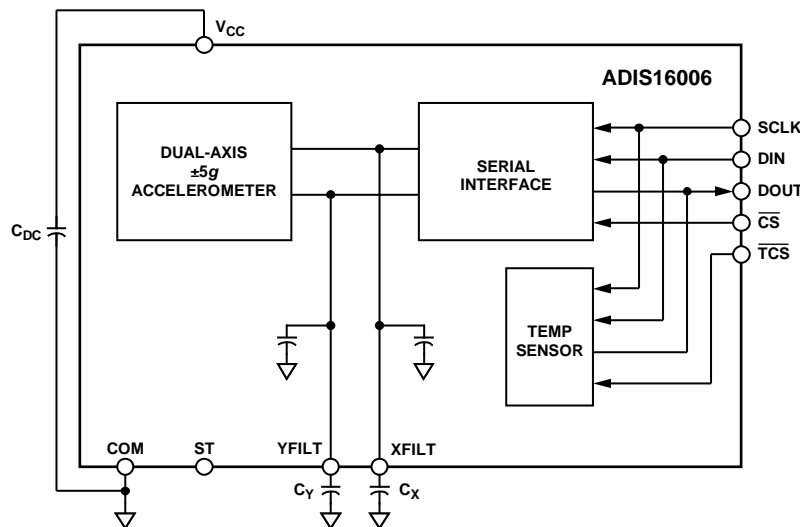 VCC
ADIS16006
DUAL-AXIS
±5g
ACCELEROMETER
SERIAL
INTERFACE
SCLK
DIN
DOUT
CS
TCS
CDC
TEMP
SENSOR
COM
ST
YFILT
XFILT
CY
CX